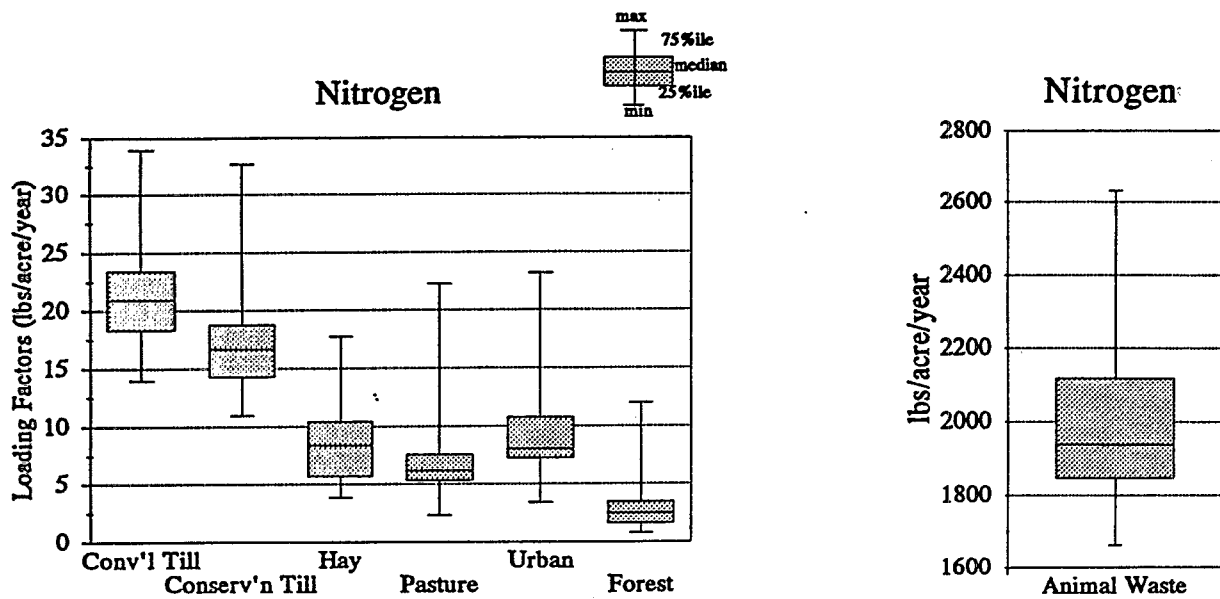 max
75%ile
median
25%ile
min
Nitrogen
35
30
25
20
15
10
5
0
Loading Factors (lbs/acre/year)
Conv'l Till
Hay
Urban
Conserv'n Till
Pasture
Forest
Nitrogen
2800
2600
2400
2200
2000
1800
1600
lbs/acre/year
Animal Waste